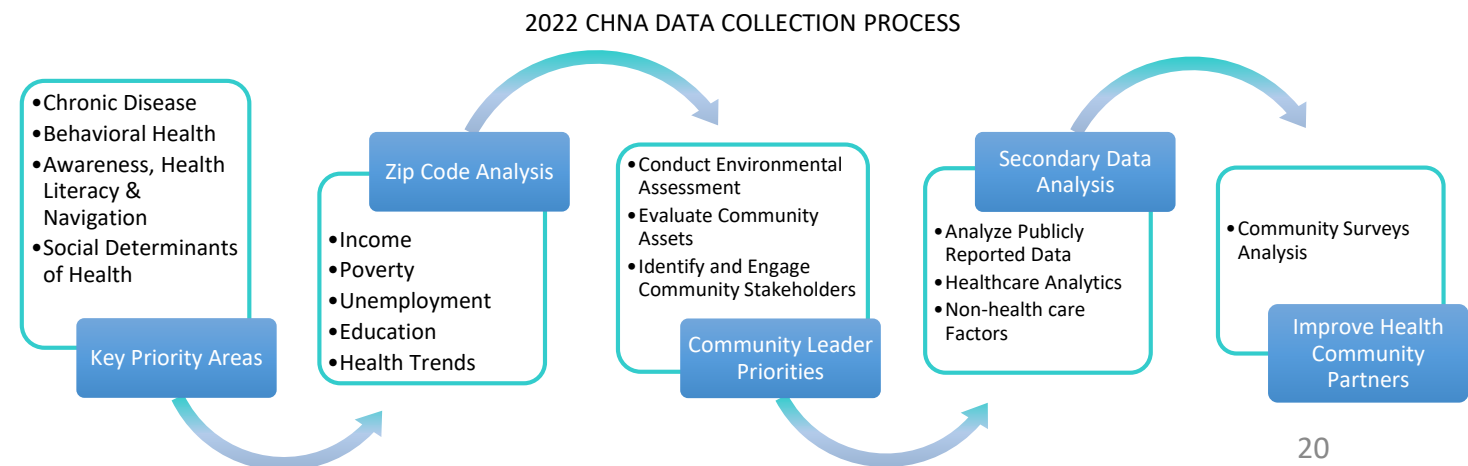 2022 CHNA DATA COLLECTION PROCESS
•Chronic Disease
•Behavioral Health
•Awareness, Health
Literacy &
Navigation
•Social Determinants
of Health
Key Priority Areas
Zip Code Analysis
•Income
•Poverty
•Unemployment
•Education
•Health Trends
•Conduct Environmental
Assessment
•Evaluate Community
Assets
•Identify and Engage
Community Stakeholders
Community Leader
Priorities
Secondary Data
Analysis
•Analyze Publicly
Reported Data
•Healthcare Analytics
•Non-health care
Factors
•Community Surveys
Analysis
Improve Health
Community
Partners
20